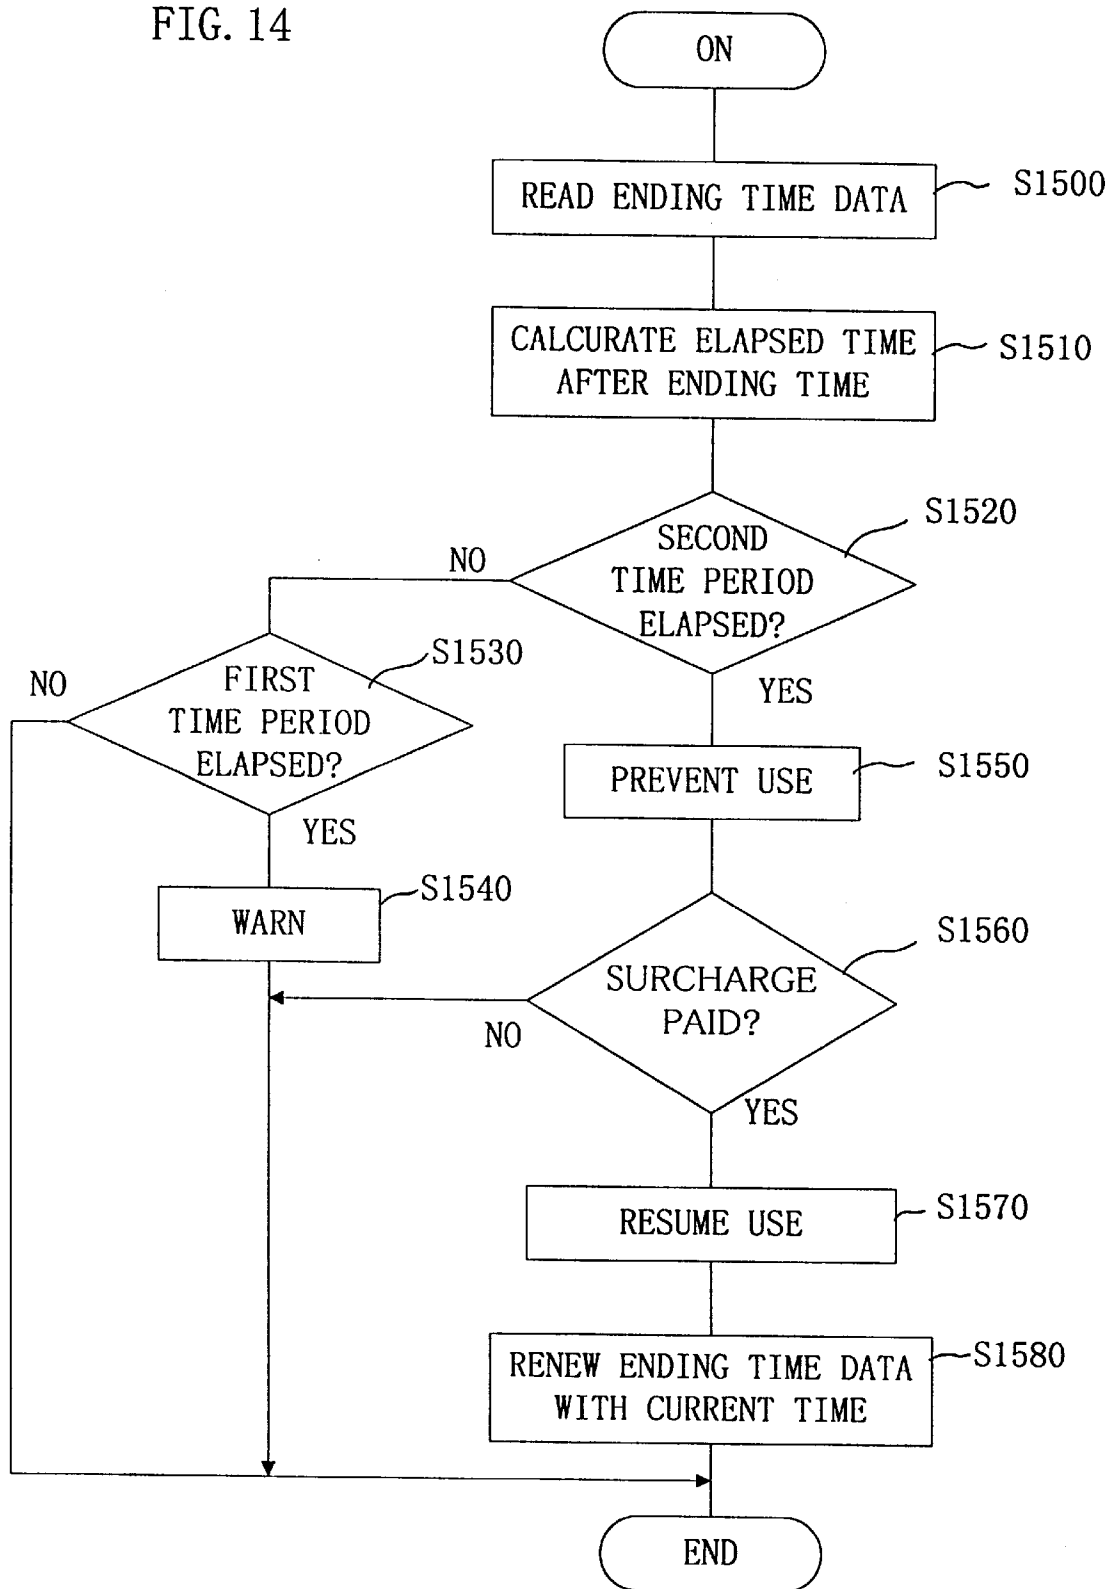 FIG. 14
ON
READ ENDING TIME DATA
S1500
CALCURATE ELAPSED TIME
AFTER ENDING TIME
S1510
SECOND
TIME PERIOD
ELAPSED?
S1520
NO
YES
FIRST
TIME PERIOD
ELAPSED?
S1530
NO
YES
PREVENT USE
S1550
WARN
S1540
SURCHARGE
PAID?
S1560
NO
YES
RESUME USE
S1570
RENEW ENDING TIME DATA
WITH CURRENT TIME
S1580
END